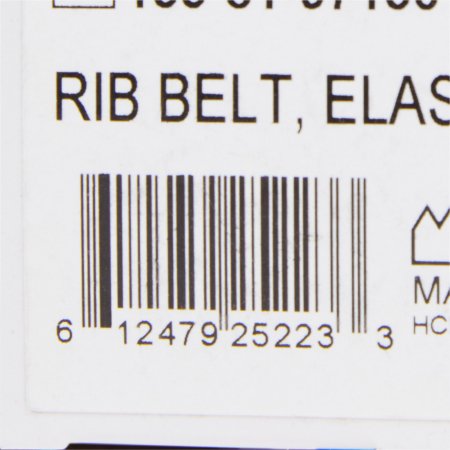 RIB BELT, ELAS
MA
HC
6 12479 25223 3